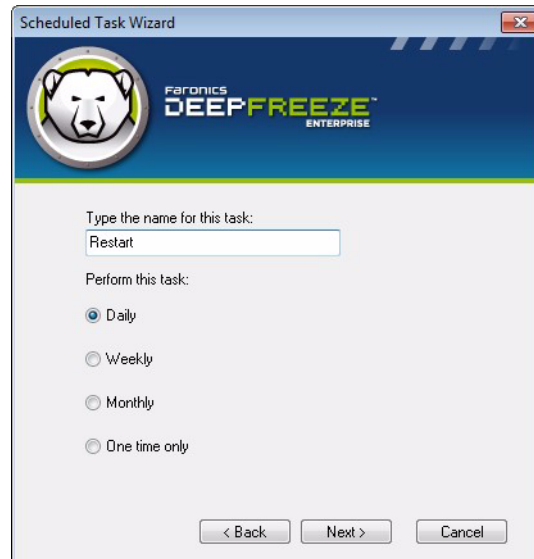 Scheduled Task Wizard
FARONICS
DEEPFREEZE™
ENTERPRISE
Type the name for this task:
Restart
Perform this task:
Daily
Weekly
Monthly
One time only
< Back Next > Cancel